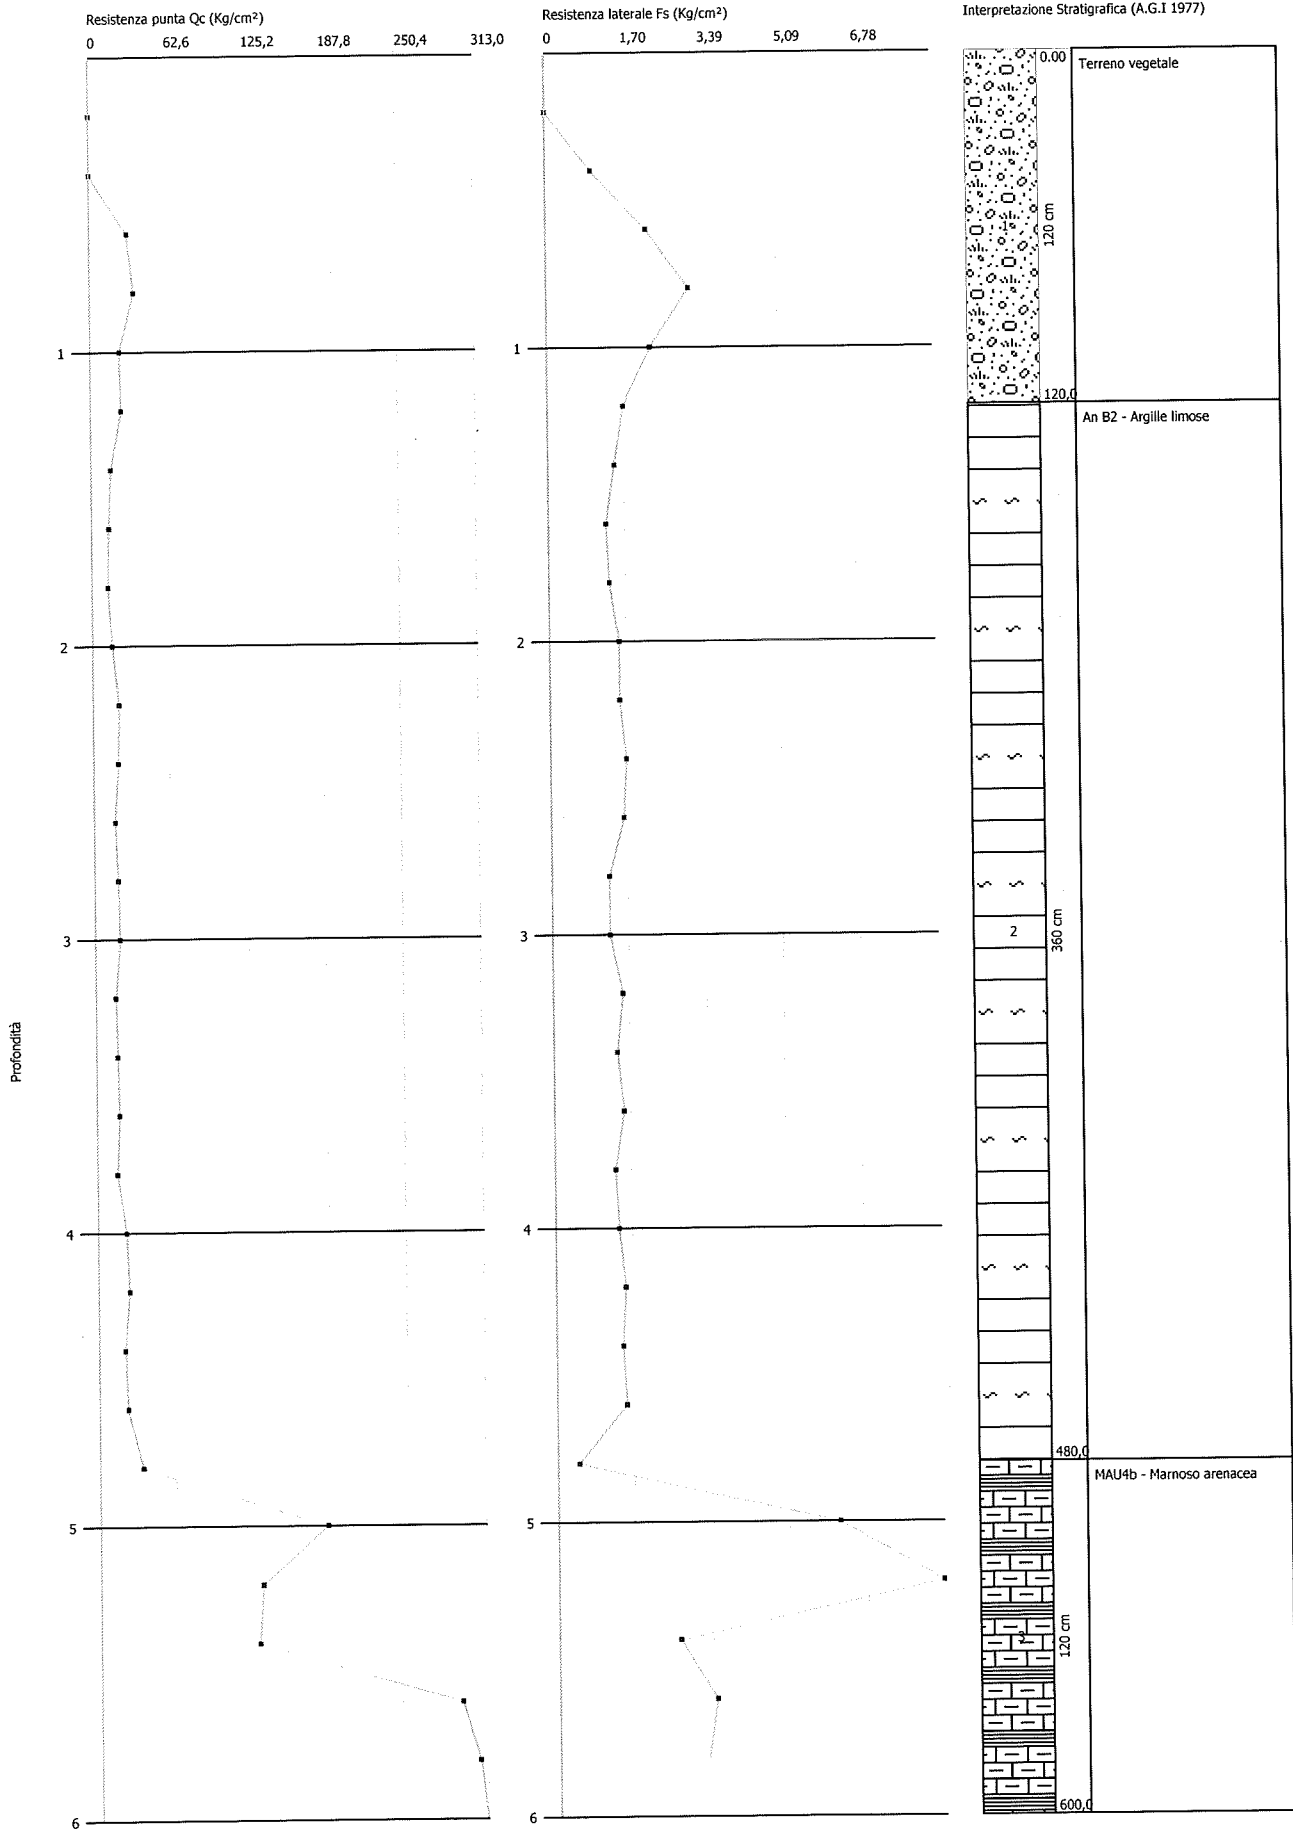 Resistenza punta Qc (Kg/cm²)
0 62,6 125,2 187,8 250,4 313,0
Resistenza laterale Fs (Kg/cm²)
0 1,70 3,39 5,09 6,78
Interpretazione Stratigrafica (A.G.I 1977)
0.00
Terreno vegetale
1
120 cm
1
1
120,0
An B2 - Argille limose
2
2
3
3
2
360 cm
Profondità
4
4
480,0
MAU4b - Marnoso arenacea
5
5
3
120 cm
6
6
600,0